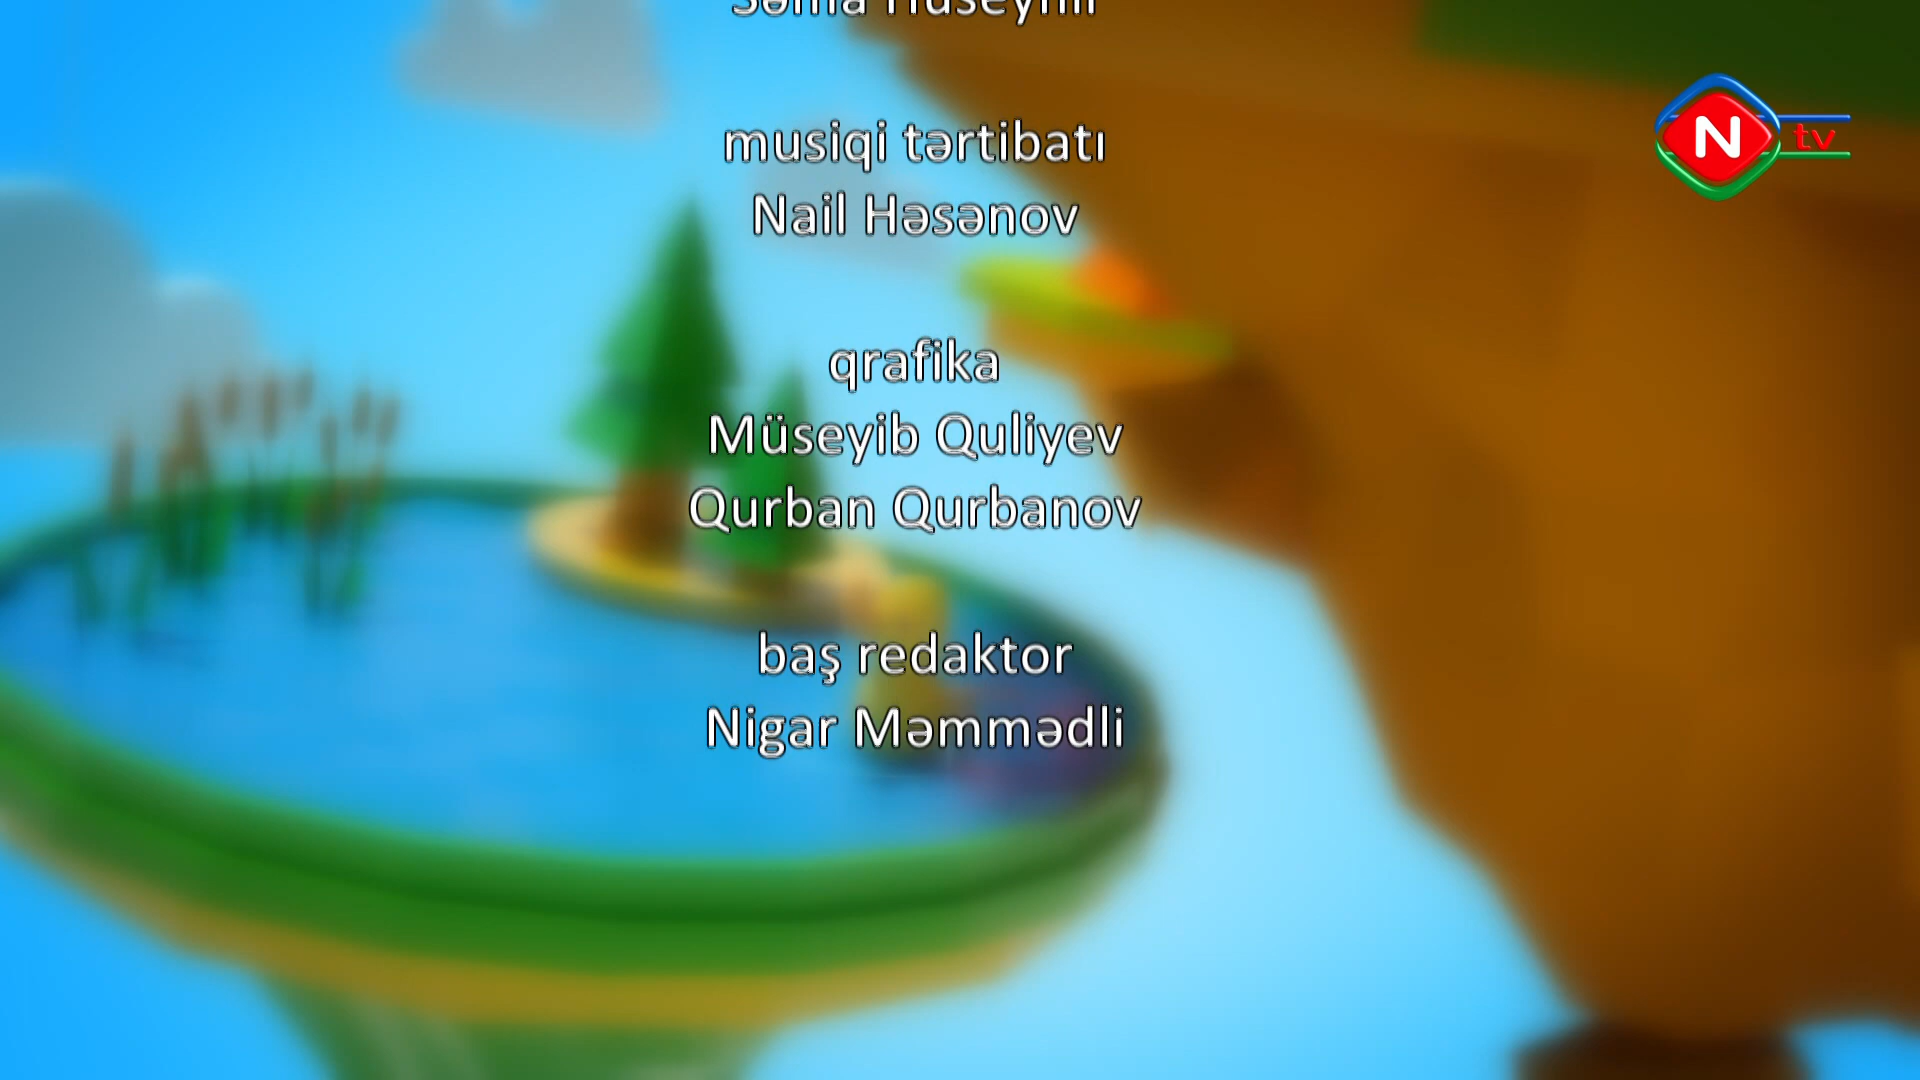 musiqi tərtibatı
Nail Həsənov
qrafika
Müseyib Quliyev
Qurban Qurbanov
baş redaktor
Nigar Məmmədli
N tv